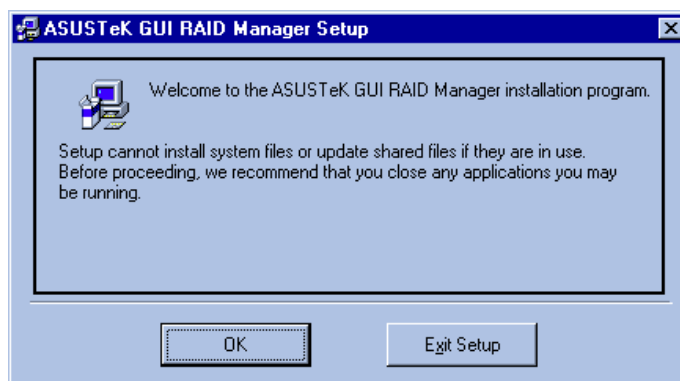 ASUSTeK GUI RAID Manager Setup
Welcome to the ASUSTeK GUI RAID Manager installation program.
Setup cannot install system files or update shared files if they are in use.
Before proceeding, we recommend that you close any applications you may
be running.
OK
Exit Setup